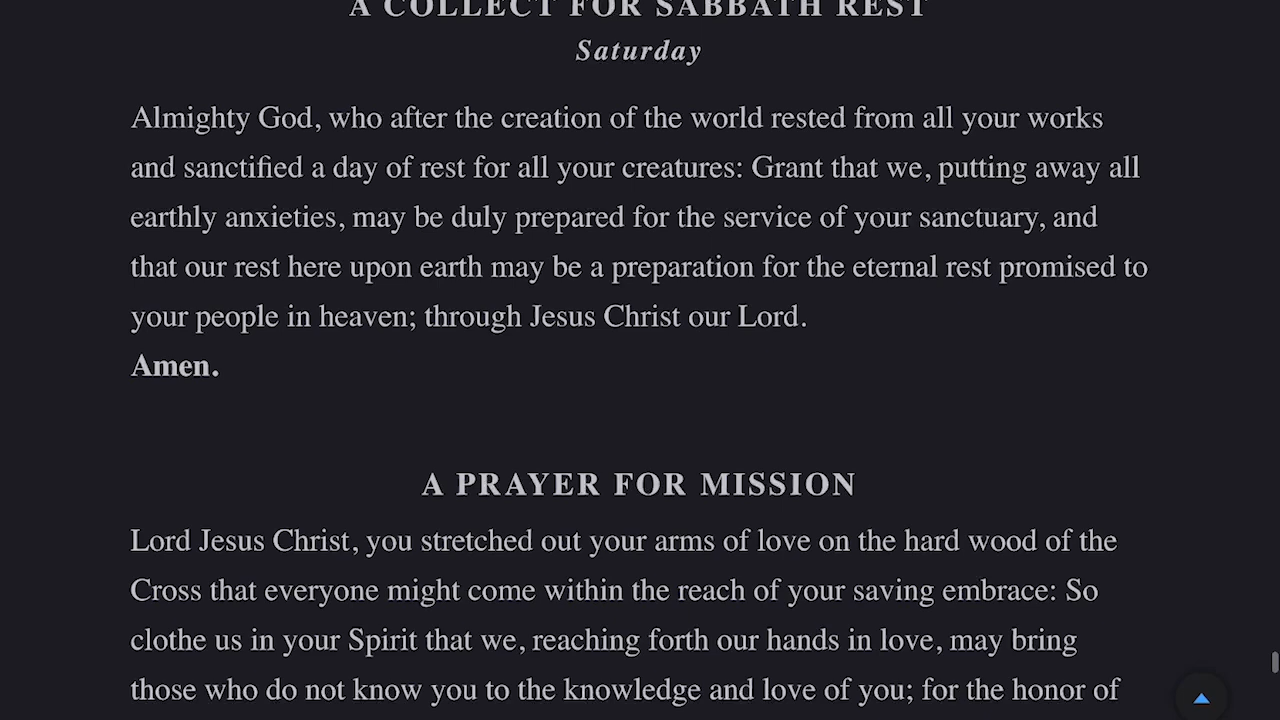 A COLLECT FOR SABBATH REST
Saturday
Almighty God, who after the creation of the world rested from all your works
and sanctified a day of rest for all your creatures: Grant that we, putting away all
earthly anxieties, may be duly prepared for the service of your sanctuary, and
that our rest here upon earth may be a preparation for the eternal rest promised to
your people in heaven; through Jesus Christ our Lord.
Amen.
A PRAYER FOR MISSION
Lord Jesus Christ, you stretched out your arms of love on the hard wood of the
Cross that everyone might come within the reach of your saving embrace: So
clothe us in your Spirit that we, reaching forth our hands in love, may bring
those who do not know you to the knowledge and love of you; for the honor of